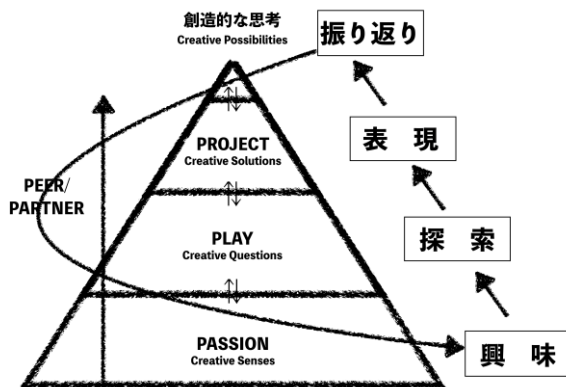 創造的な思考
Creative Possibilities
振り返り
PROJECT
Creative Solutions
表 現
PEER/
PARTNER
PLAY
Creative Questions
探 索
PASSION
Creative Senses
興 味